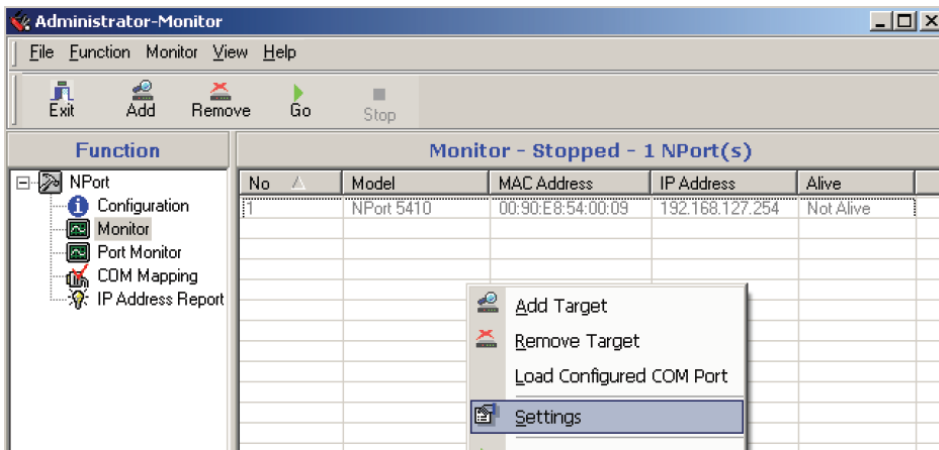 Administrator-Monitor
File Function Monitor View Help
Exit Add Remove Go Stop
Function
Monitor - Stopped - 1 NPort(s)
NPort
Configuration
Monitor
Port Monitor
COM Mapping
IP Address Report
No Model MAC Address IP Address Alive
1 NPort 5410 00:90:E8:54:00:09 192.168.127.254 Not Alive
Add Target
Remove Target
Load Configured COM Port
Settings